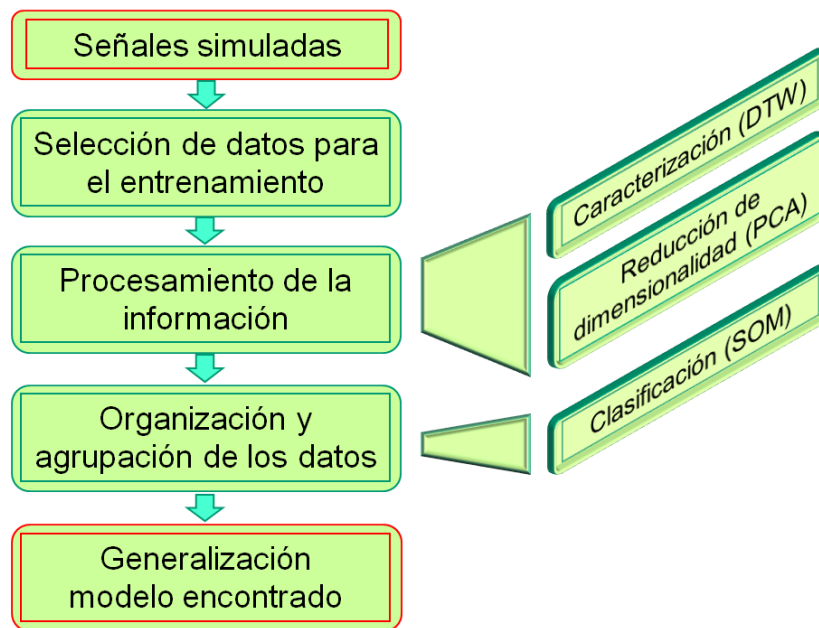 Señales simuladas
Selección de datos para
el entrenamiento
Procesamiento de la
información
Organización y
agrupación de los datos
Generalización
modelo encontrado
Caracterización (DTW)
Reducción de
dimensionalidad (PCA)
Clasificación (SOM)